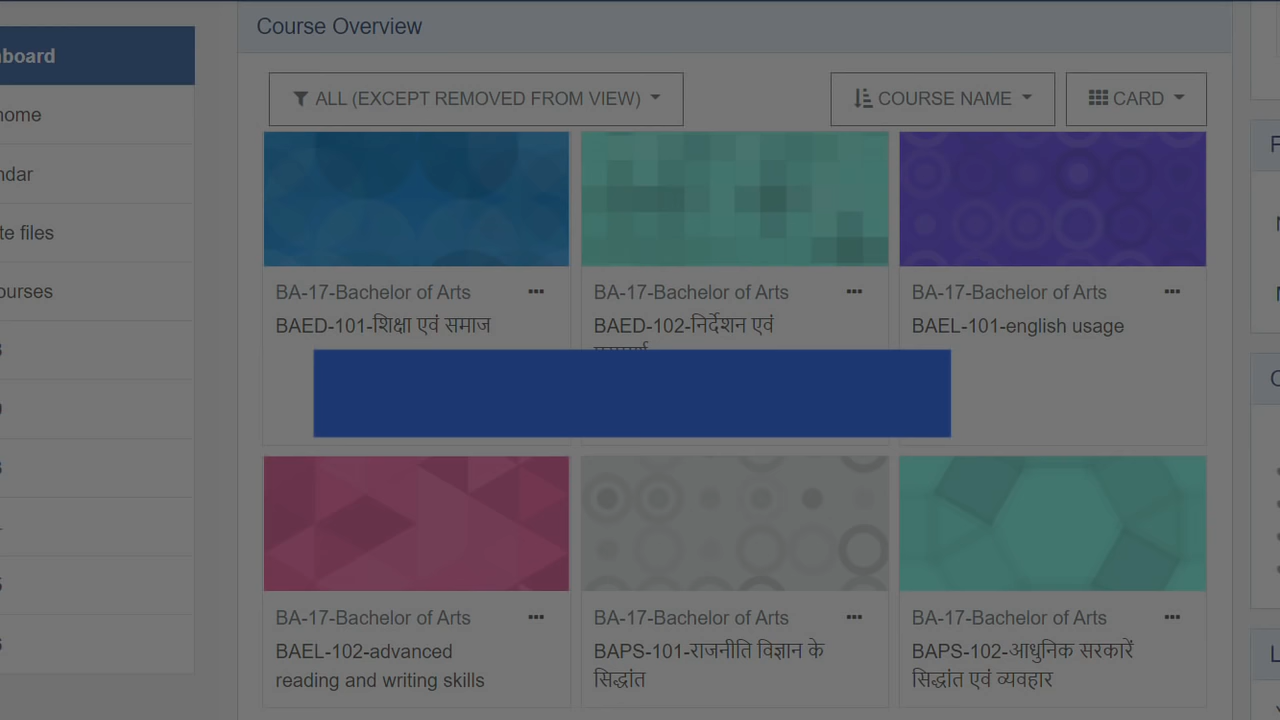 Course Overview
board
home
ndar
te files
ourses
ALL (EXCEPT REMOVED FROM VIEW)
COURSE NAME
CARD
BA-17-Bachelor of Arts
BAED-101-शिक्षा एवं समाज
BA-17-Bachelor of Arts
BAED-102-निर्देशन एवं
BA-17-Bachelor of Arts
BAEL-101-english usage
BA-17-Bachelor of Arts
BAEL-102-advanced
reading and writing skills
BA-17-Bachelor of Arts
BAPS-101-राजनीति विज्ञान के
सिद्धांत
BA-17-Bachelor of Arts
BAPS-102-आधुनिक सरकारें
सिद्धांत एवं व्यवहार